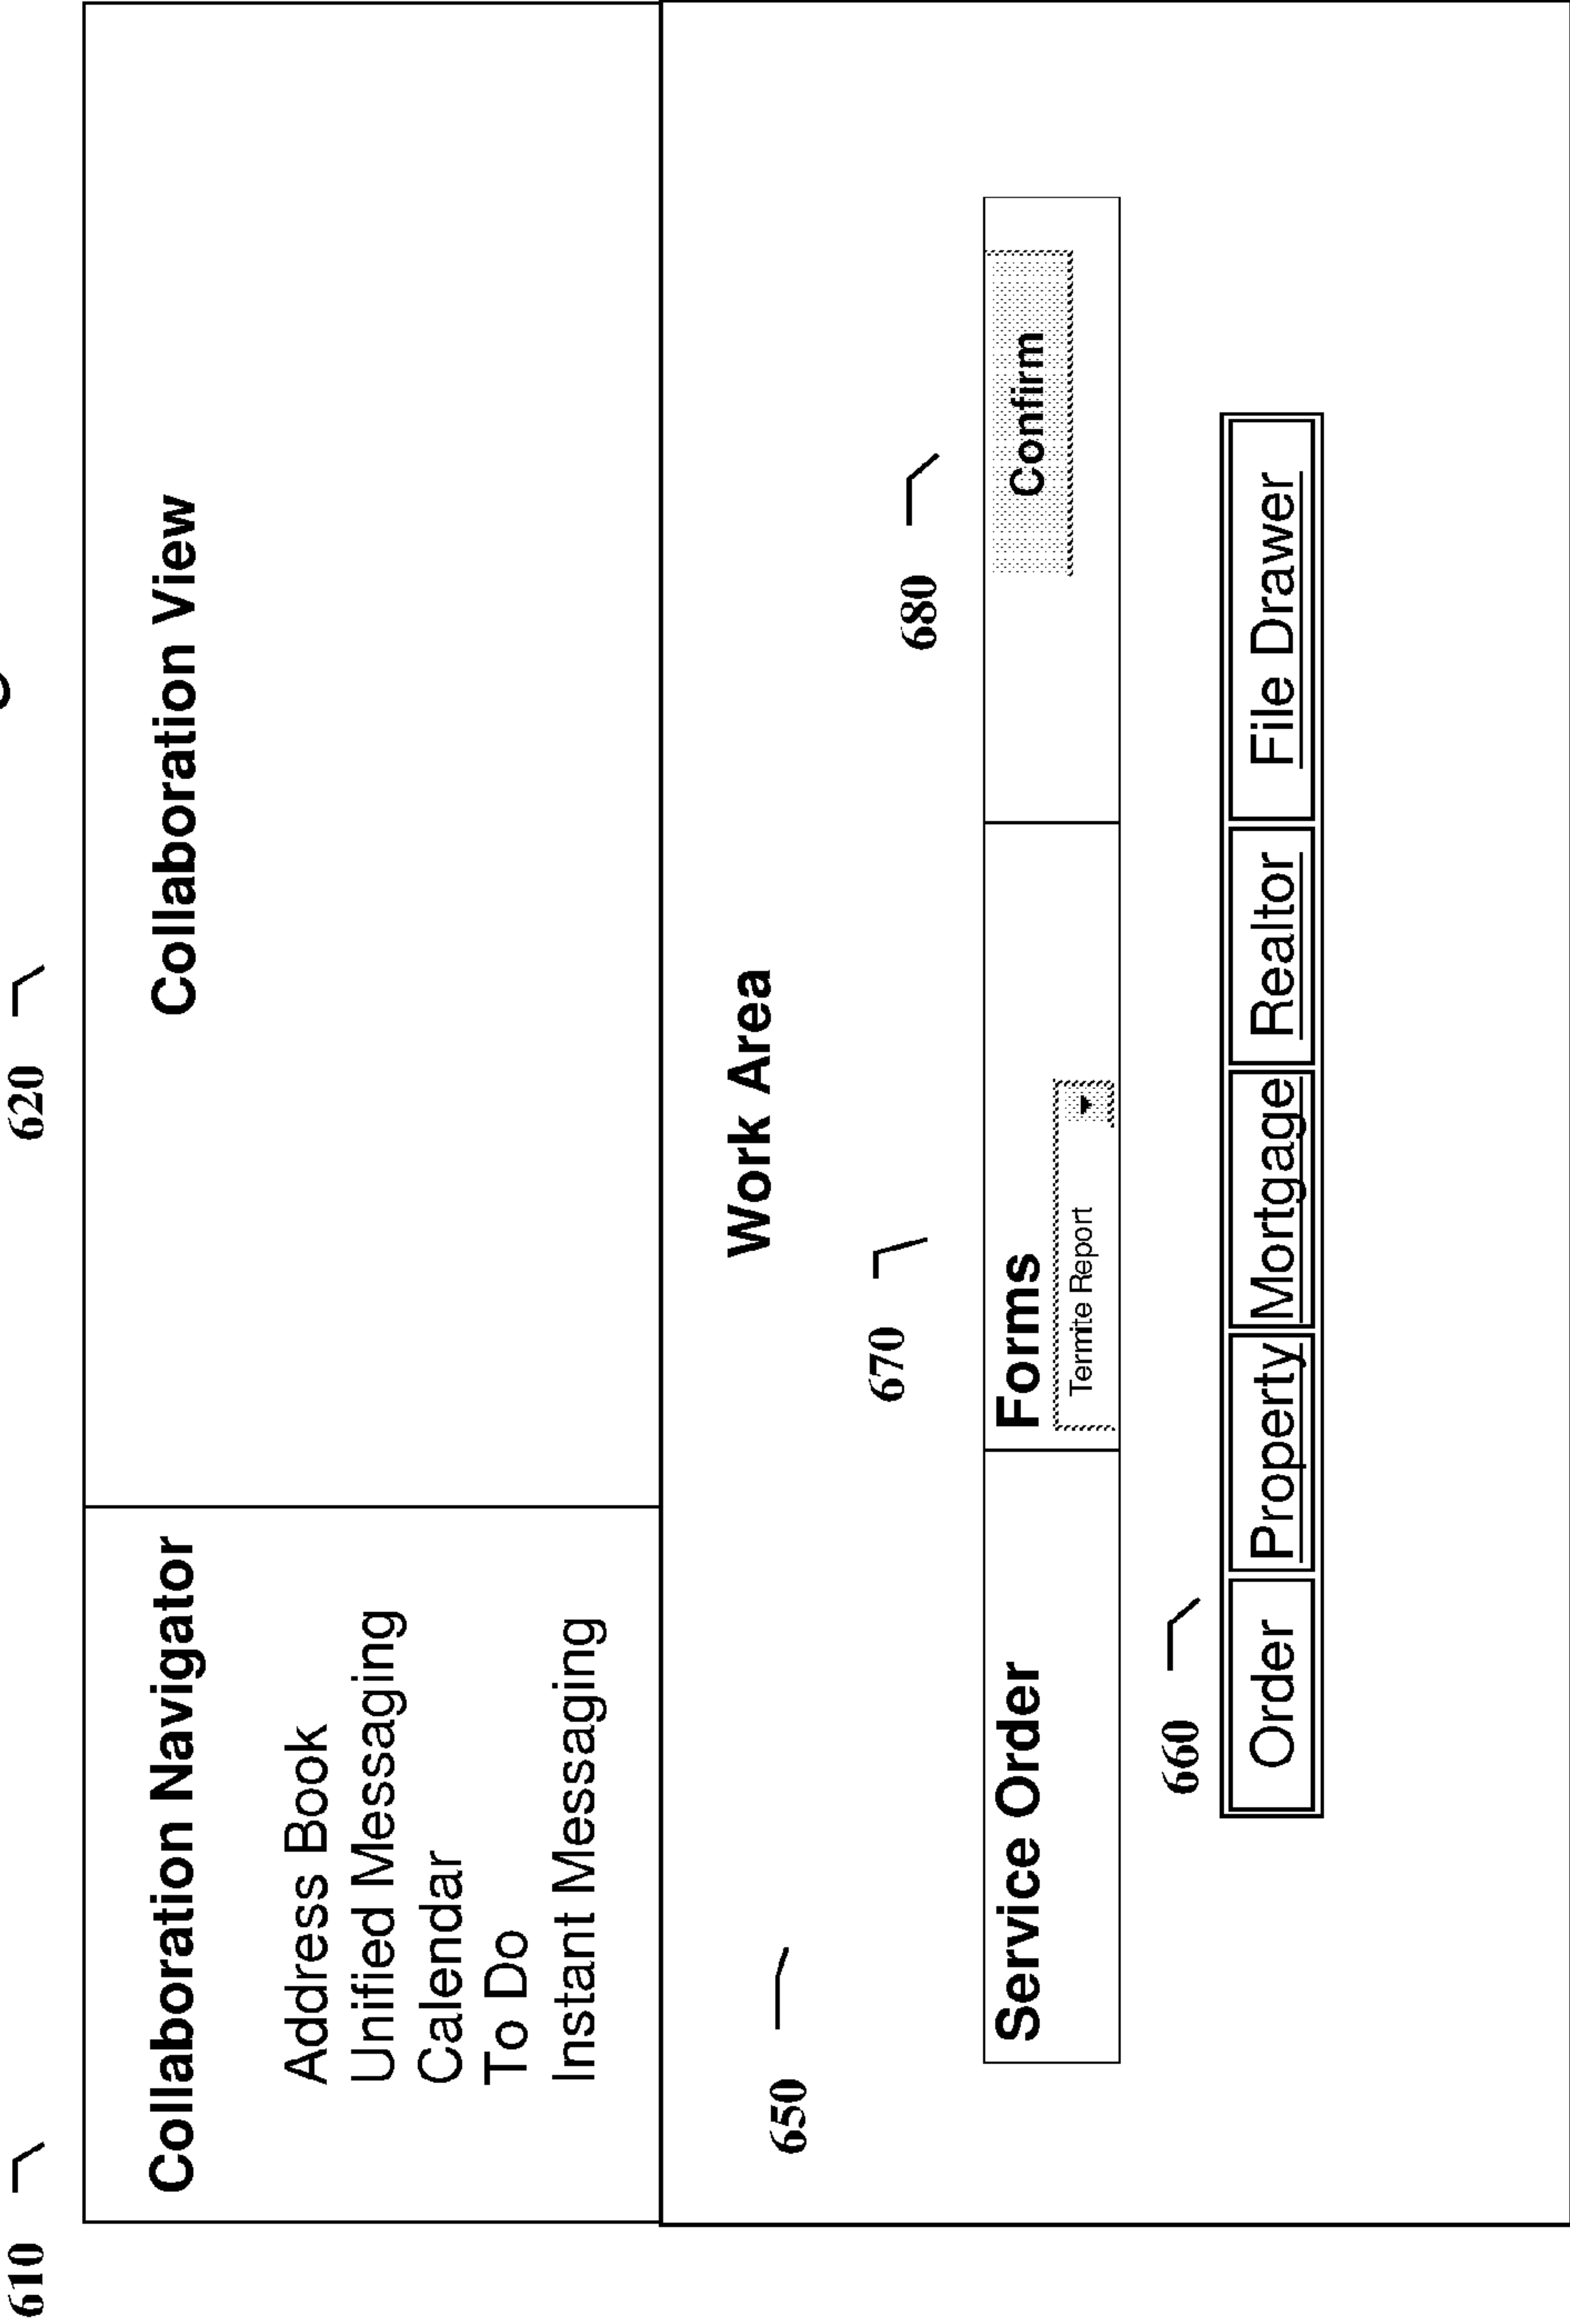 610
620
Collaboration Navigator
Collaboration View
Address Book
Unified Messaging
Calendar
To Do
Instant Messaging
650
Work Area
670
680
Service Order
Forms
Confirm
Termite Report
660
Order Property Mortgage Realtor File Drawer